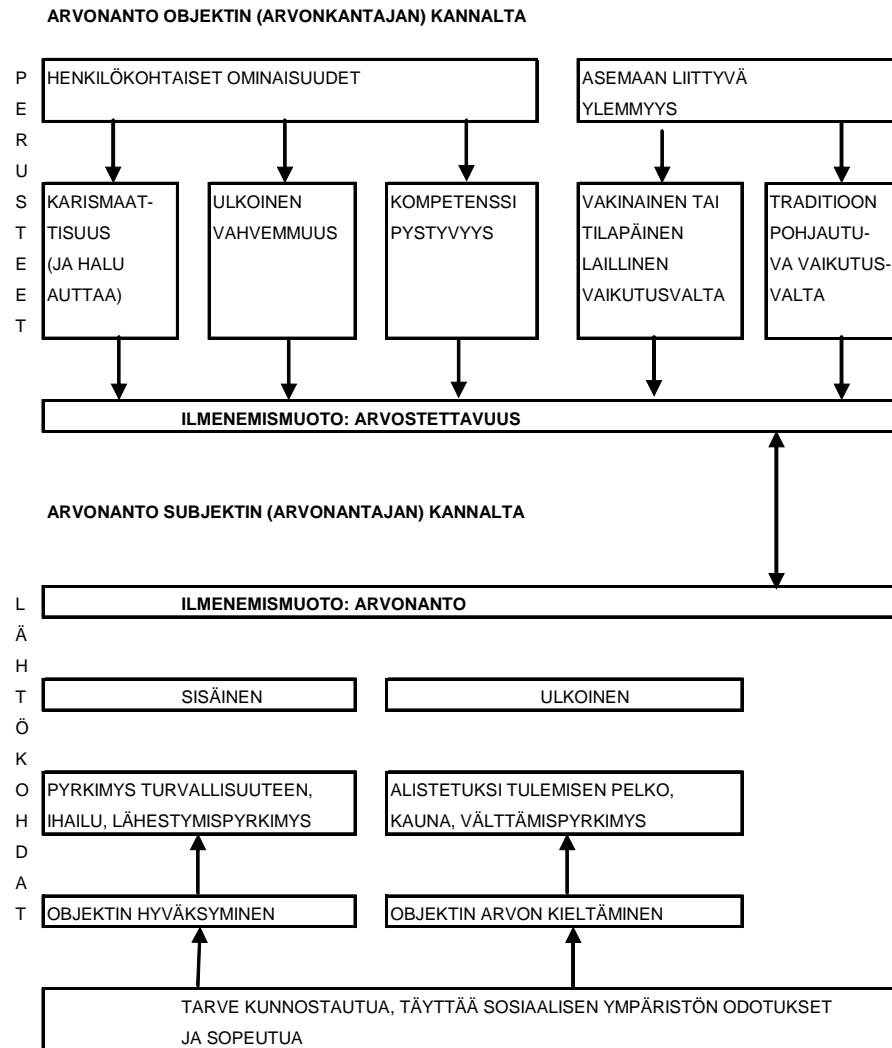 ARVONANTO OBJEKTIN (ARVONKANTAJAN) KANNALTA
PERUSTEET
HENKILÖKOHTAISET OMINAISUUDET
ASEMAAN LIITTYVÄ
YLEMMYYS
KARISMAAT-
TISUUS
(JA HALU
AUTTAA)
ULKOINEN
VAHVEMMUUS
KOMPETENSSI
PYSTYVYYS
VAKINAINEN TAI
TILAPÄINEN
LAILLINEN
VAIKUTUSVALTA
TRADITIOON
POHJAUTU-
VA VAIKUTUS-
VALTA
ILMENEMISMUOTO: ARVOSTETTAVUUS
ARVONANTO SUBJEKTIN (ARVONANTAJAN) KANNALTA
LÄHTÖKOHDAT
ILMENEMISMUOTO: ARVONANTO
SISÄINEN
ULKOINEN
PYRKIMYS TURVALLISUUTEEN,
IHAILU, LÄHESTYMISPYRKIMYS
ALISTETUKSI TULEMISEN PELKO,
KAUNA, VÄLTTÄMISPYRKIMYS
OBJEKTIN HYVÄKSYMINEN
OBJEKTIN ARVON KIELTÄMINEN
TARVE KUNNOSTAUTUA, TÄYTTÄÄ SOSIAALISEN YMPÄRISTÖN ODOTUKSET
JA SOPEUTUA